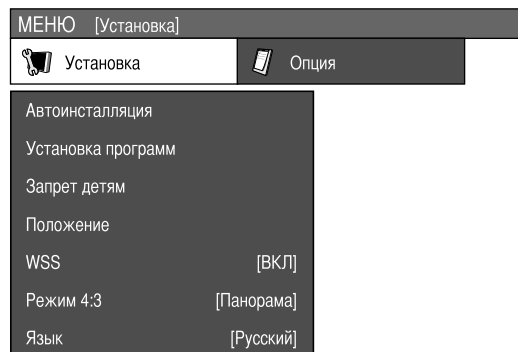 МЕНЮ [Установка]
Установка Опция
Автоинсталляция
Установка программ
Запрет детям
Положение
WSS [ВКЛ]
Режим 4:3 [Панорама]
Язык [Русский]